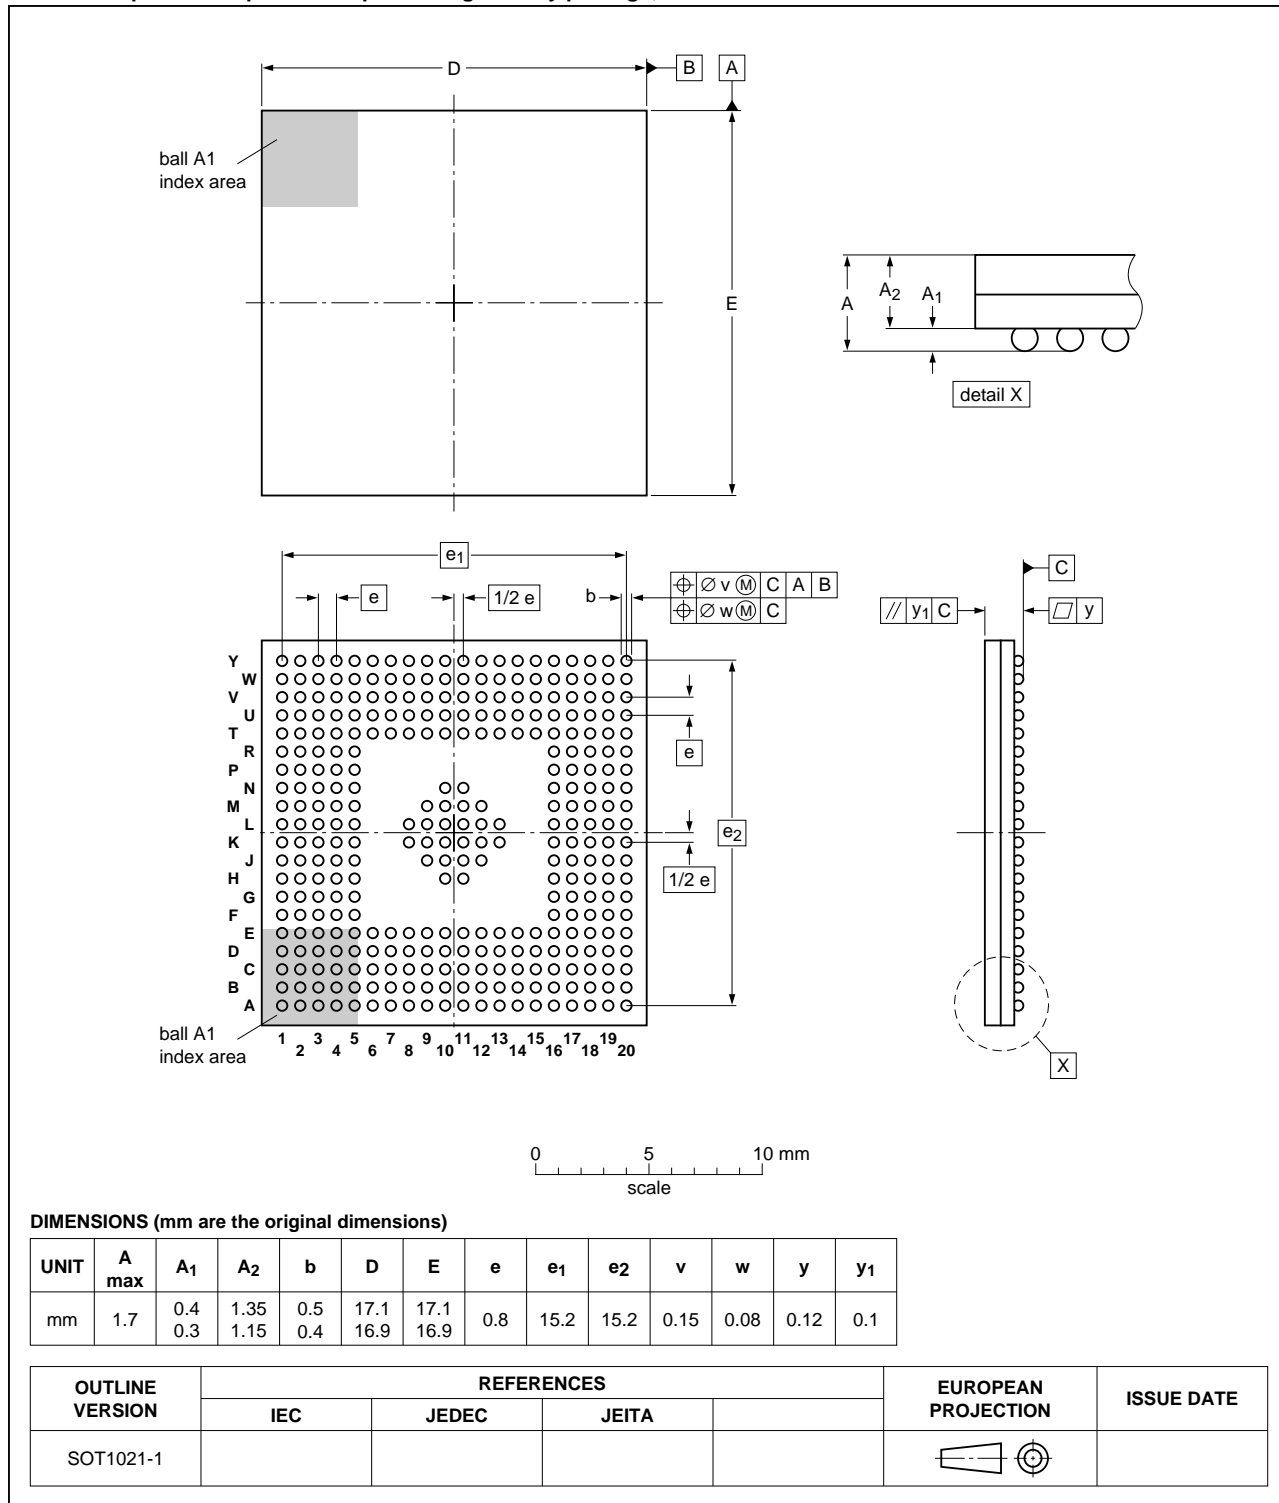 D
B
A
ball A1
index area
E
A
A2
A1
detail X
e1
e
1/2 e
b
Ø v Ⓜ C A B
Ø w Ⓜ C
C
// y1 C
y
Y
W
V
U
T
R
P
N
M
L
K
J
H
G
F
E
D
C
B
A
e
e2
1/2 e
ball A1
index area
1 3 5 7 9 11 13 15 17 19
2 4 6 8 10 12 14 16 18 20
X
0 5 10 mm
scale
DIMENSIONS (mm are the original dimensions)
UNIT A max A1 A2 b D E e e1 e2 v w y y1
mm 1.7 0.4 0.3 1.35 1.15 0.5 0.4 17.1 16.9 17.1 16.9 0.8 15.2 15.2 0.15 0.08 0.12 0.1
OUTLINE VERSION REFERENCES EUROPEAN PROJECTION ISSUE DATE
IEC JEDEC JEITA
SOT1021-1